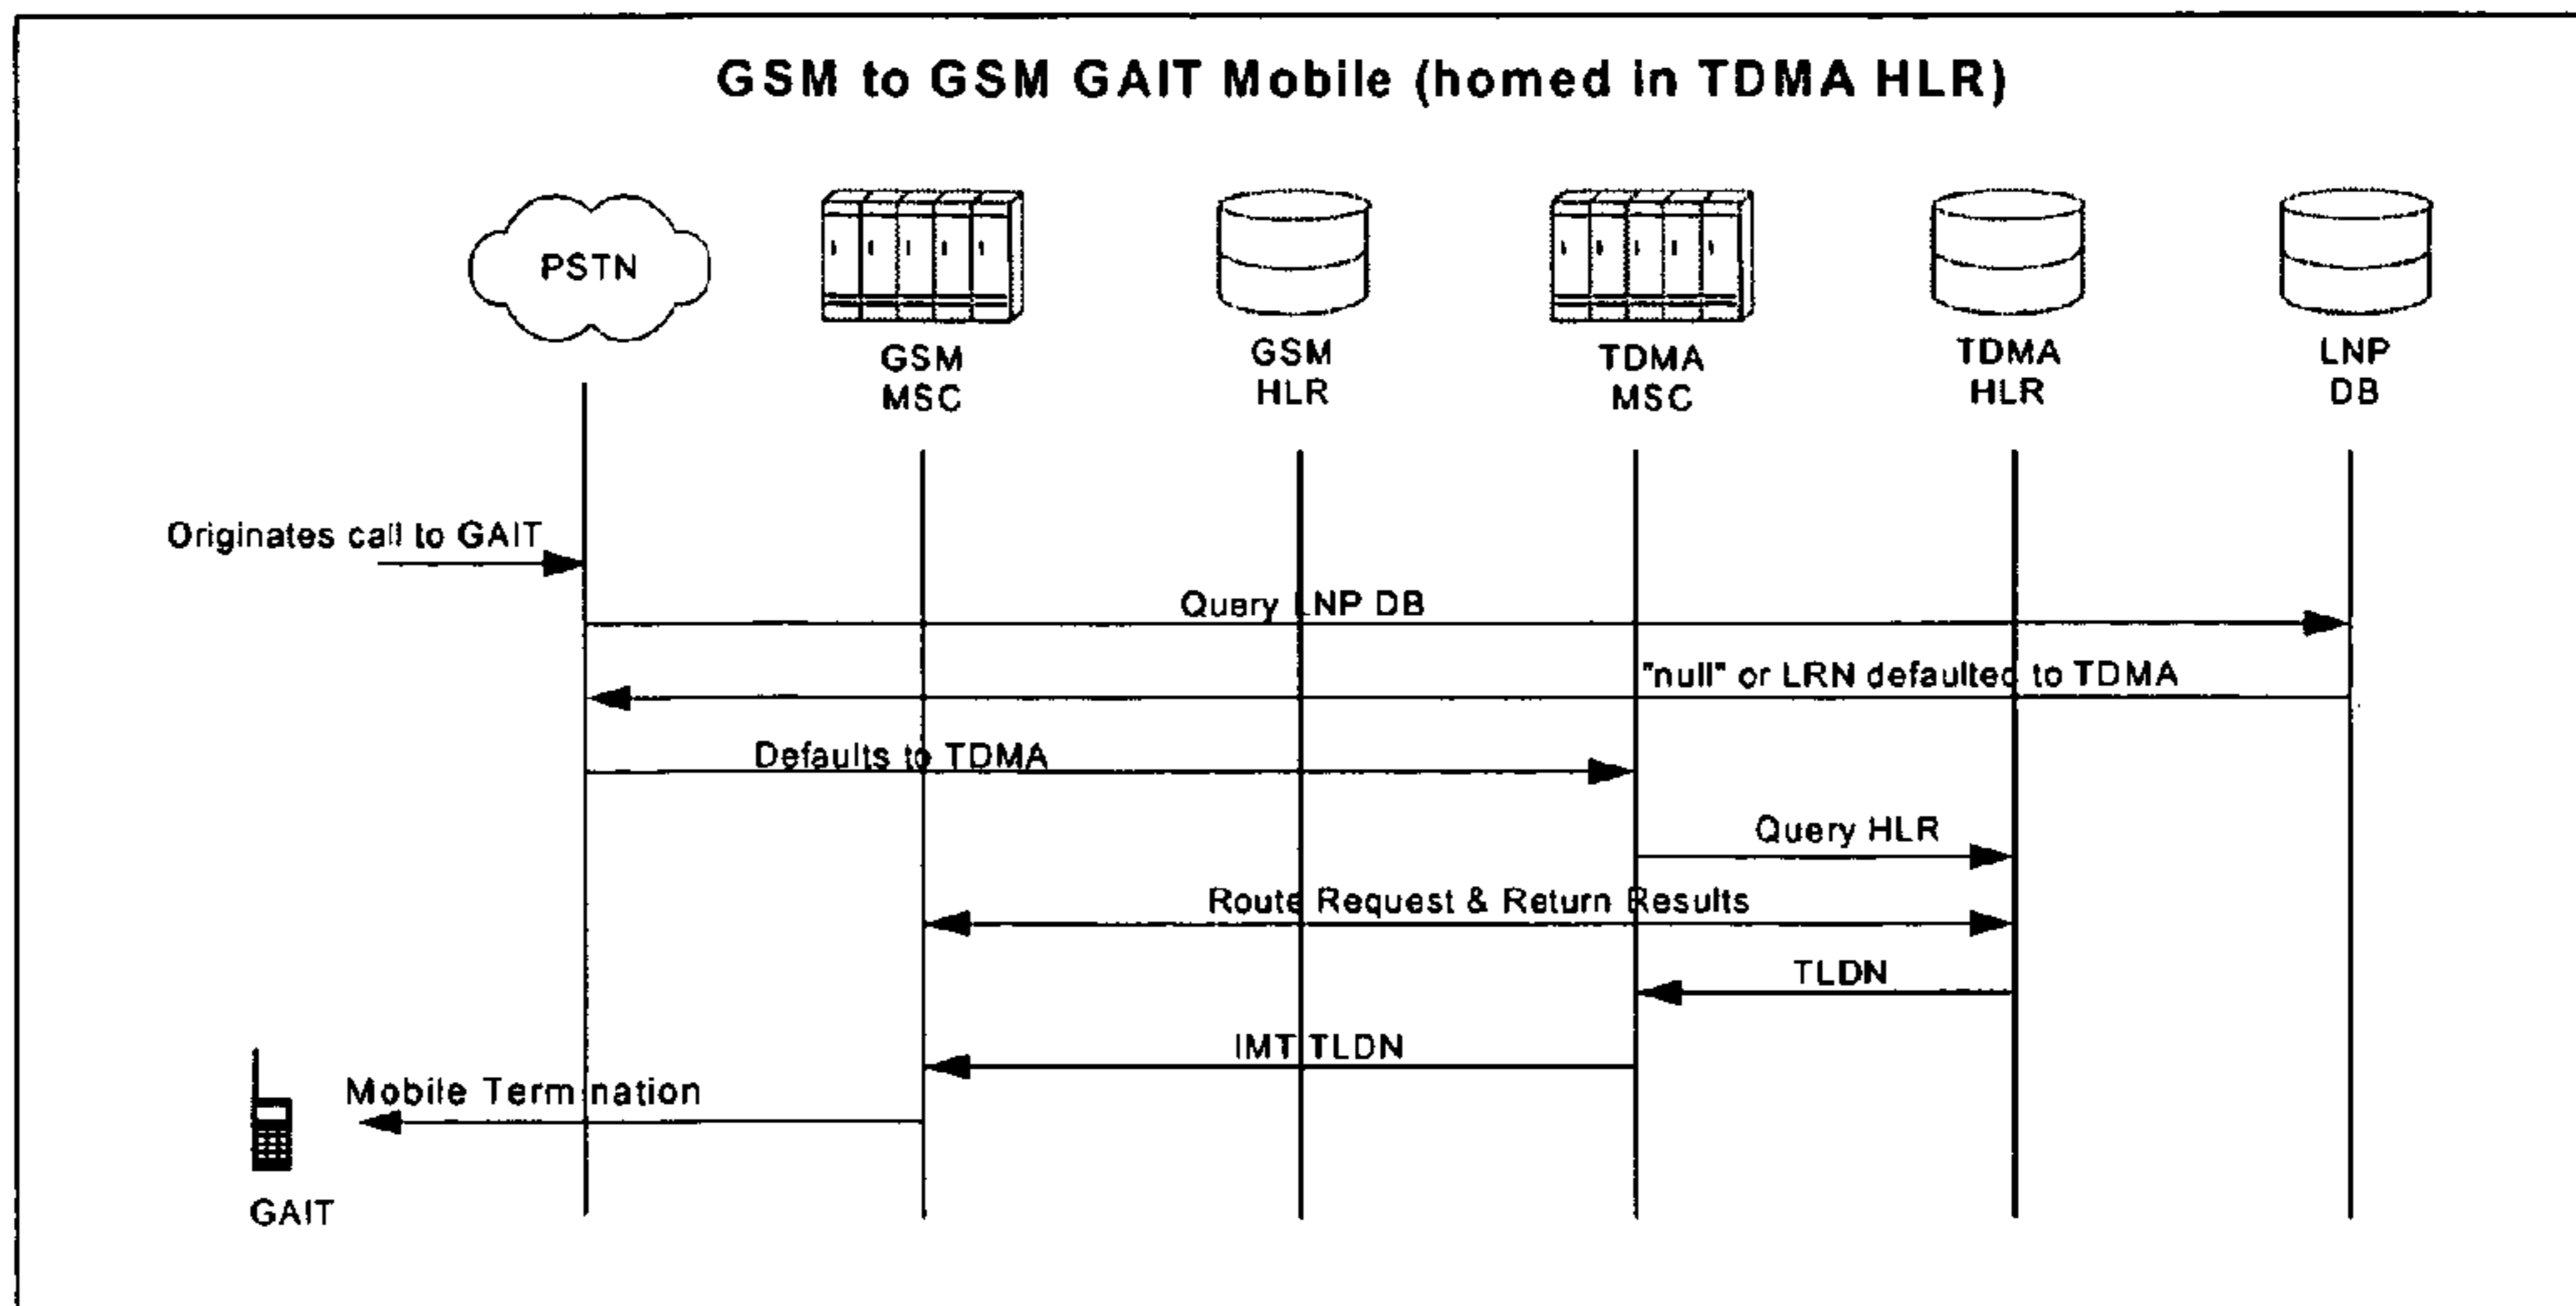 GSM to GSM GAIT Mobile (homed in TDMA HLR)
PSTN
GSM
MSC
GSM
HLR
TDMA
MSC
TDMA
HLR
LNP
DB
Originates call to GAIT
Query LNP DB
"null" or LRN defaulted to TDMA
Defaults to TDMA
Query HLR
Route Request & Return Results
TLDN
IMT TLDN
Mobile Termination
GAIT